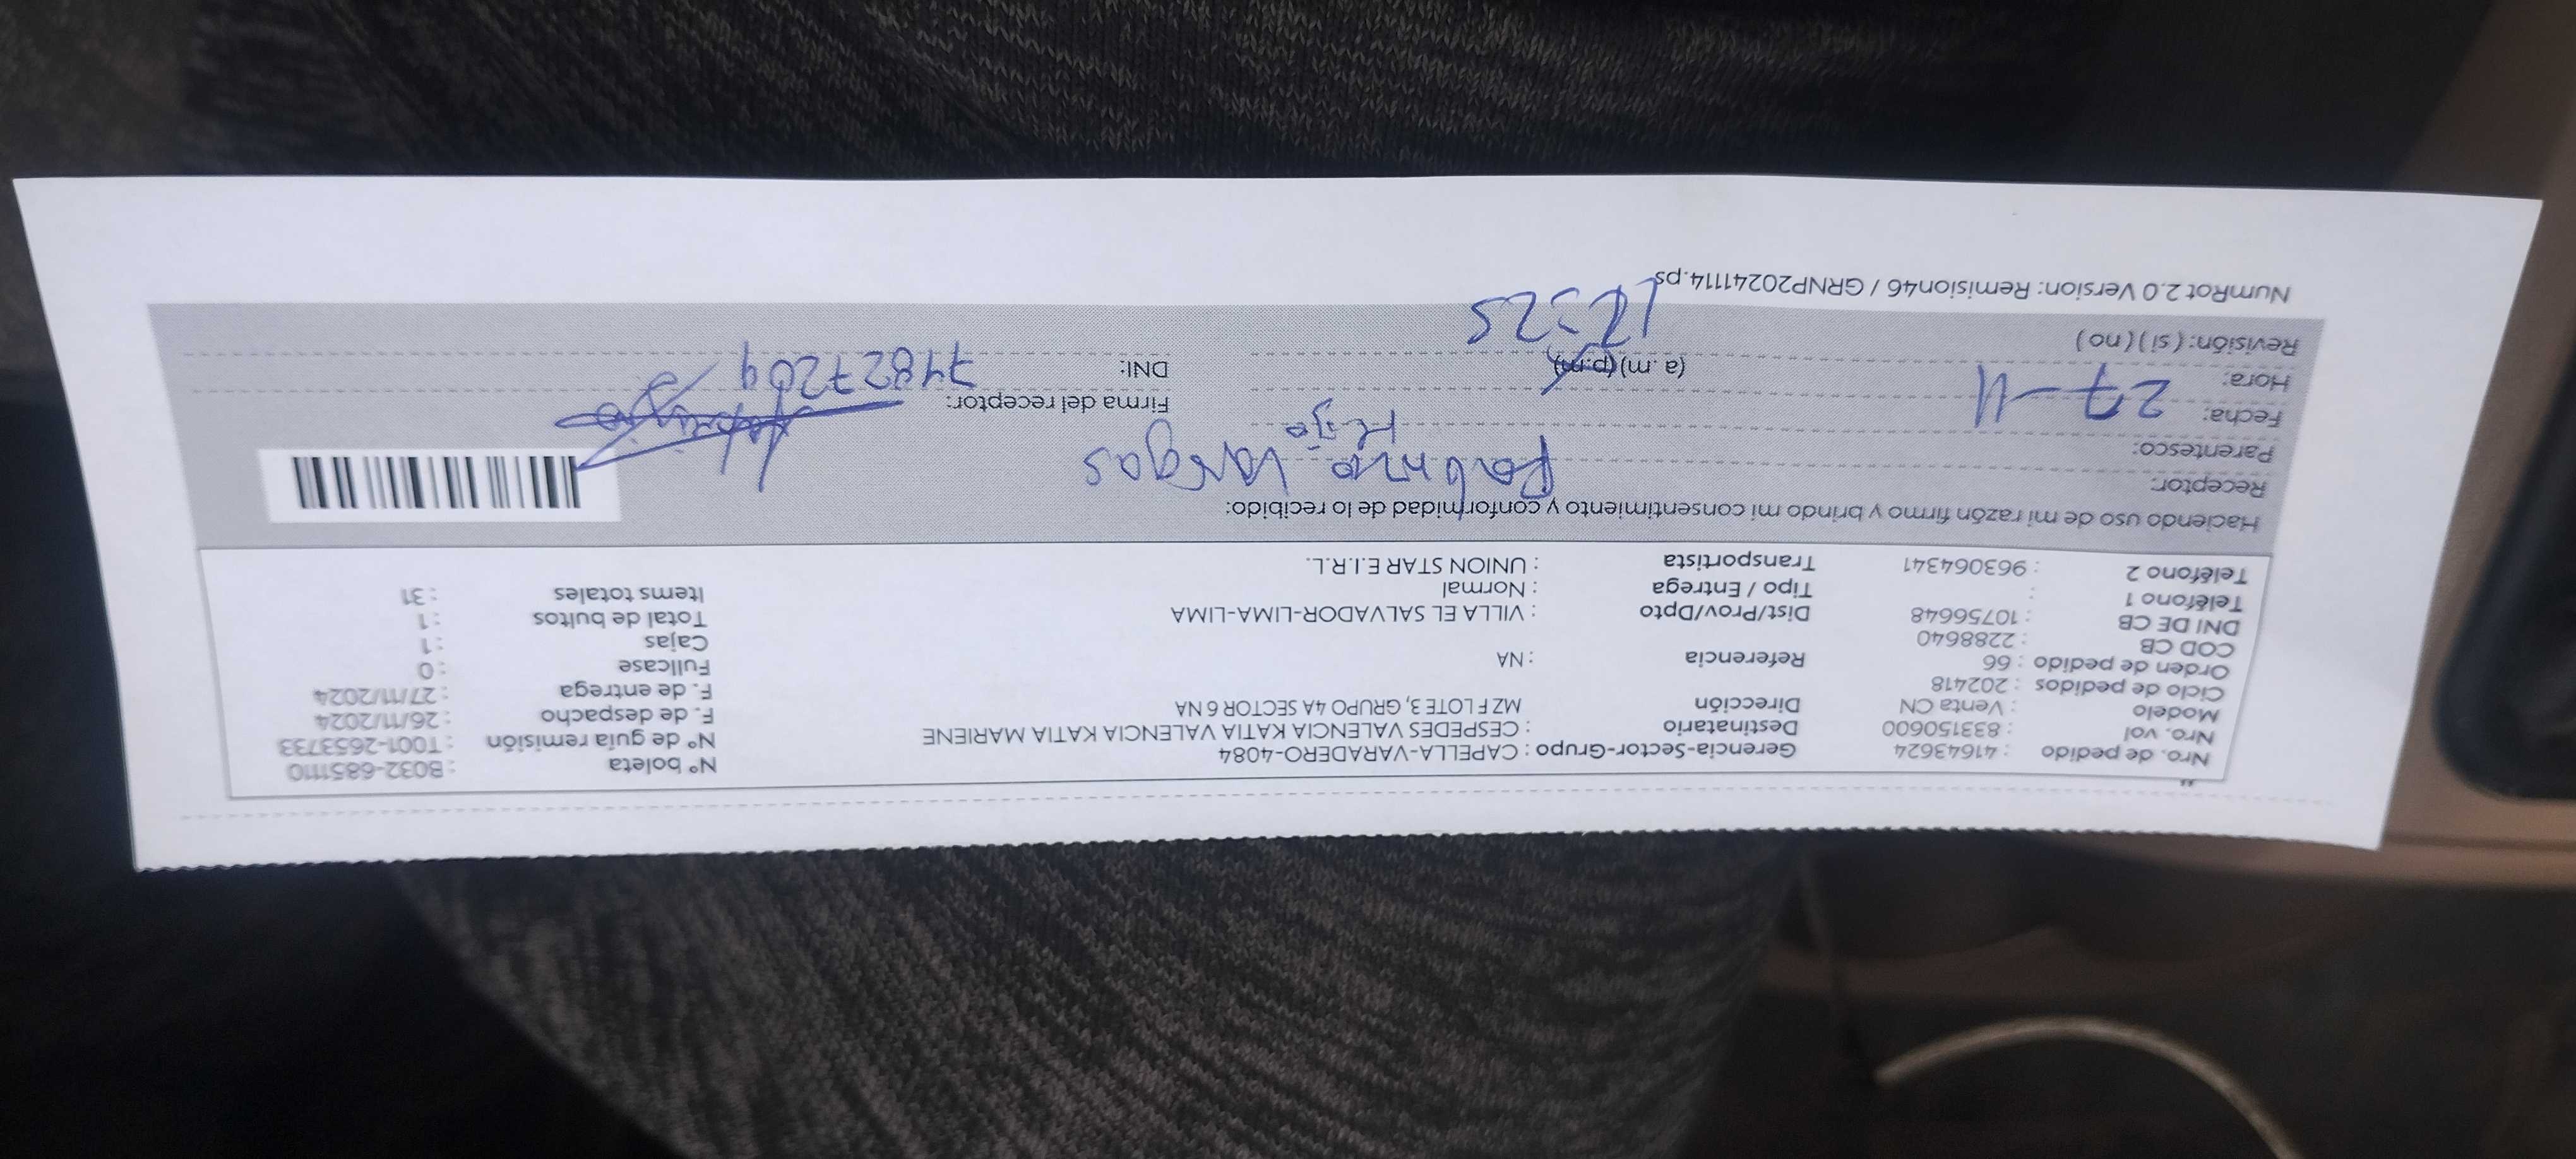 Nro. de pedido : 41643624 Gerencia-Sector-Grupo : CAPELLA-VARADERO-4084 N° boleta : B032-6851110
Nro. vol : 833150600 Destinatario : CESPEDES VALENCIA KATIA VALENCIA KATIA MARIENE N° de guia remisión : T001-2653733
Modelo : Venta CN Dirección MZ F LOTE 3, GRUPO 4A SECTOR 6 NA F. de despacho : 26/11/2024
Ciclo de pedidos : 202418 F. de entrega : 27/11/2024
Orden de pedido : 66 Referencia : NA Fullcase : 0
COD CB : 2288640 Cajas : 1
DNI DE CB : 10756648 Dist/Prov/Dpto : VILLA EL SALVADOR-LIMA-LIMA Total de bultos : 1
Teléfono 1 : Tipo / Entrega : Normal Items totales : 31
Teléfono 2 : 963064341 Transportista : UNION STAR E.I.R.L.
Haciendo uso de mi razón firmo y brindo mi consentimiento y conformidad de lo recibido:
Receptor: Vargas
Parentesco: Hijo
Fecha: 27-11 Firma del receptor:
Hora: (a.m) (p.m) DNI: 74827204
12:25
Revisión: ( si ) ( no )
NumRot 2.0 Version: Remision46 / GRNP20241114.ps